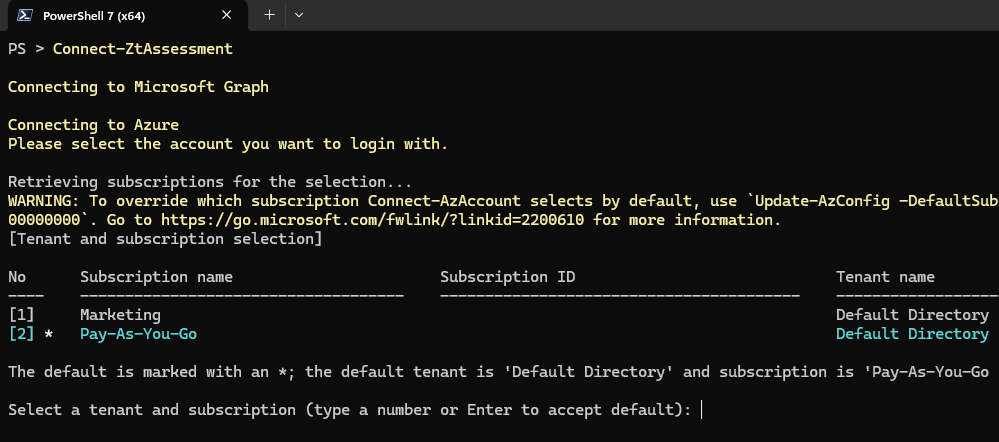 PowerShell 7 (x64)
PS > Connect-ZtAssessment
Connecting to Microsoft Graph
Connecting to Azure
Please select the account you want to login with.
Retrieving subscriptions for the selection...
WARNING: To override which subscription Connect-AzAccount selects by default, use `Update-AzConfig -DefaultSub
00000000`. Go to https://go.microsoft.com/fwlink/?linkid=2200610 for more information.
[Tenant and subscription selection]
No Subscription name Subscription ID Tenant name
---- ------------------------------------ ---------------------------------------- ------------------
[1] Marketing Default Directory
[2] * Pay-As-You-Go Default Directory
The default is marked with an *; the default tenant is 'Default Directory' and subscription is 'Pay-As-You-Go
Select a tenant and subscription (type a number or Enter to accept default):